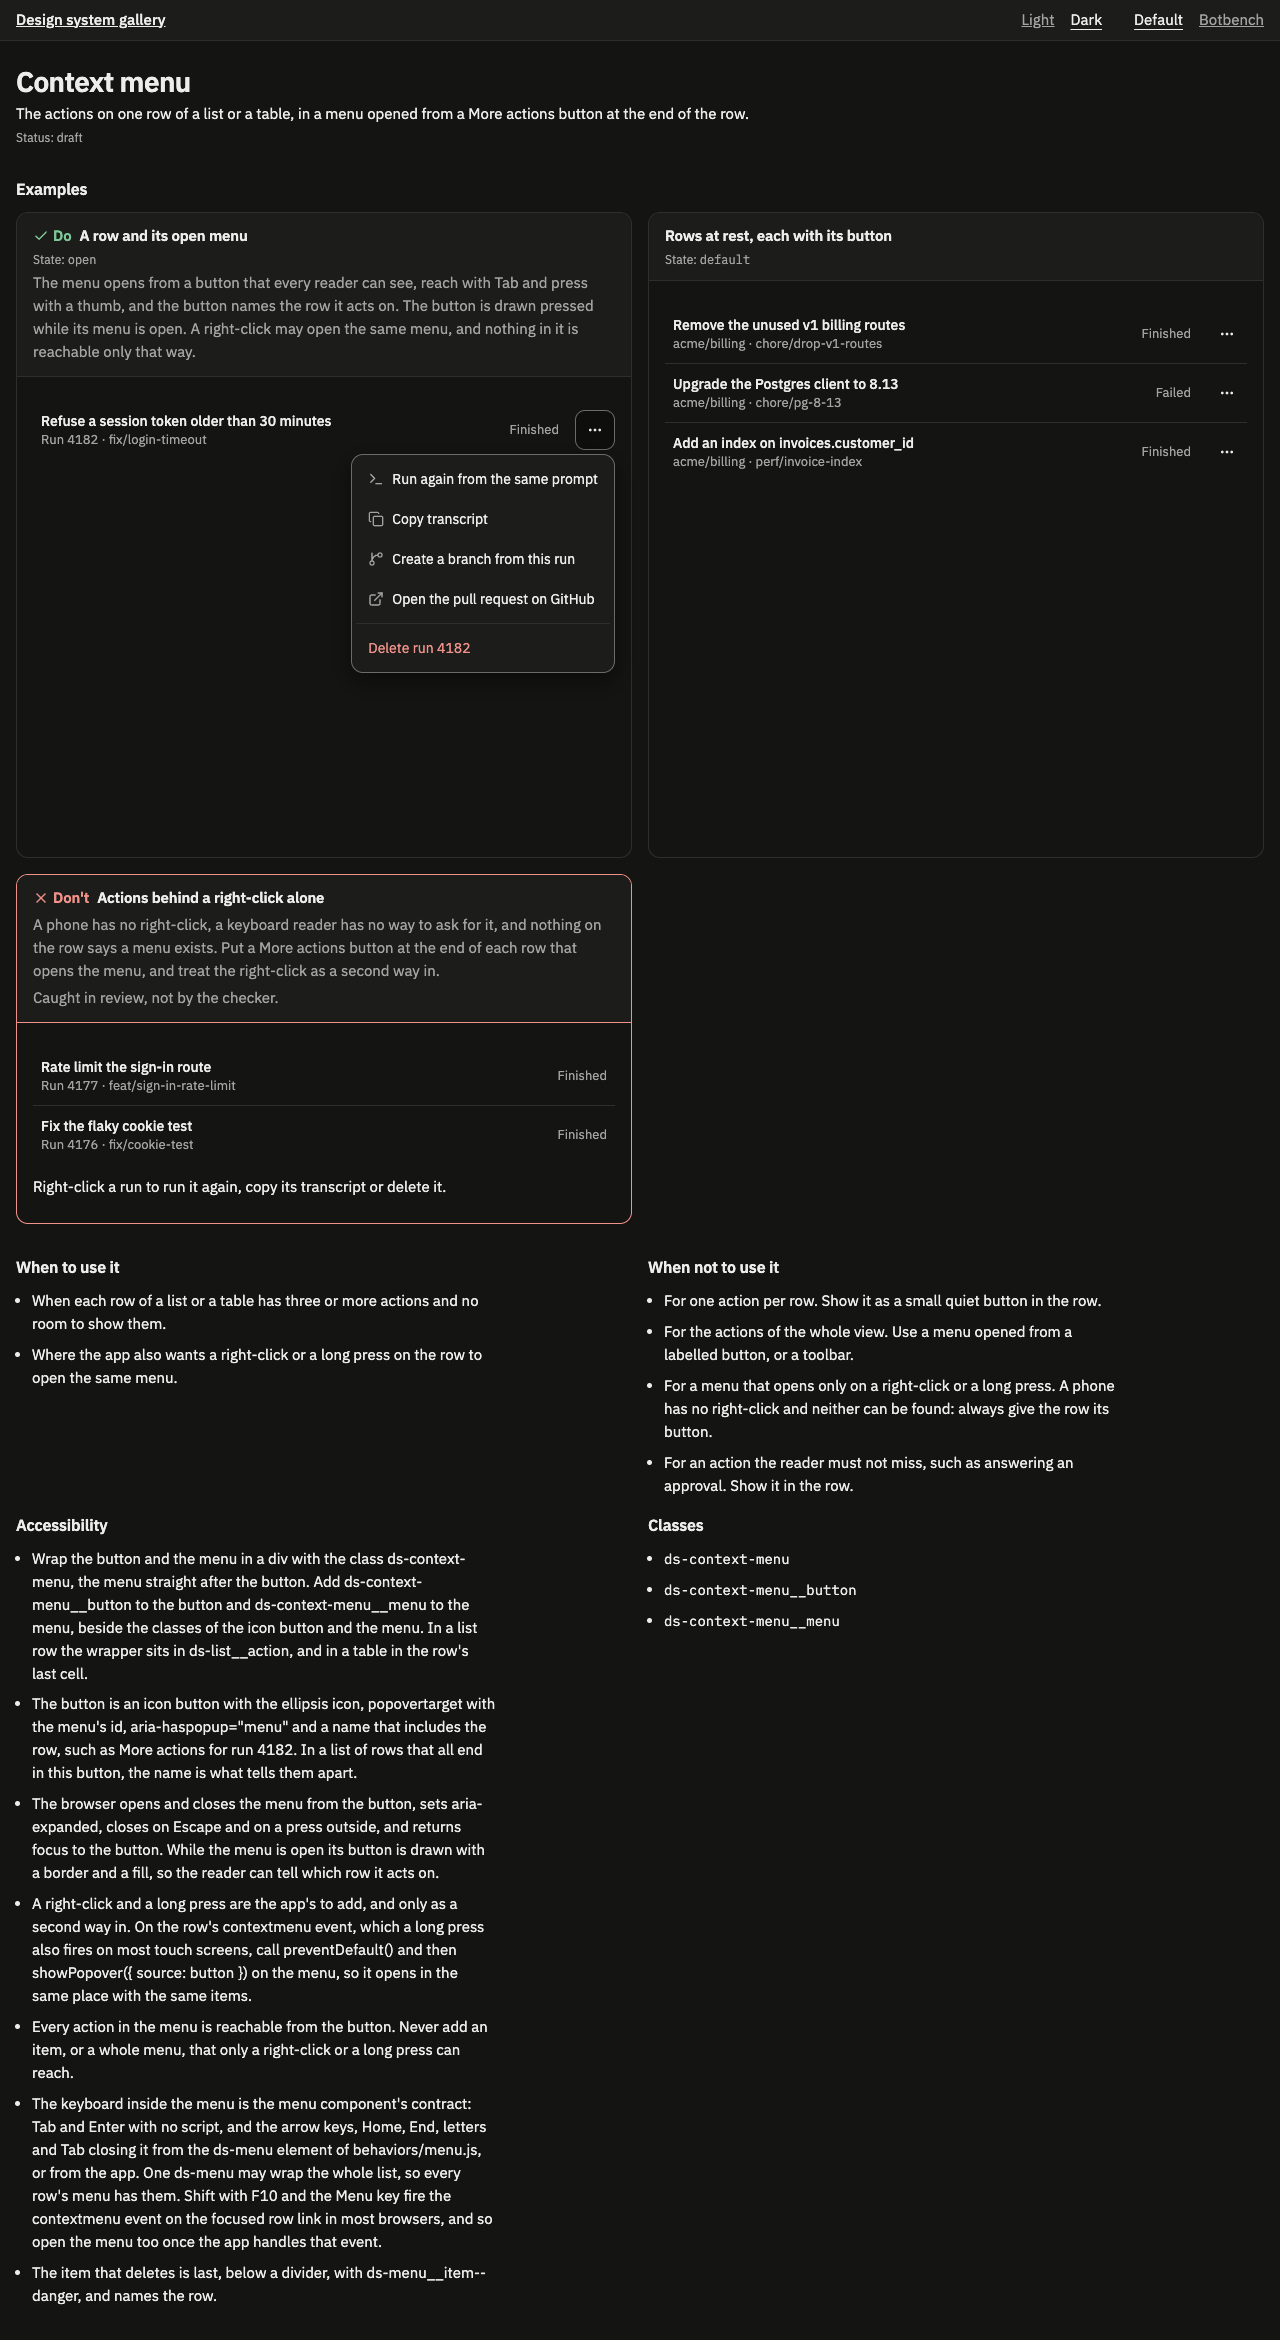 Design system gallery
Light Dark Default Botbench
Context menu
The actions on one row of a list or a table, in a menu opened from a More actions button at the end of the row.
Status: draft
Examples
Do A row and its open menu
State: open
The menu opens from a button that every reader can see, reach with Tab and press
with a thumb, and the button names the row it acts on. The button is drawn pressed
while its menu is open. A right-click may open the same menu, and nothing in it is
reachable only that way.
Refuse a session token older than 30 minutes
Run 4182 · fix/login-timeout
Finished
Run again from the same prompt
Copy transcript
Create a branch from this run
Open the pull request on GitHub
Delete run 4182
Rows at rest, each with its button
State: default
Remove the unused v1 billing routes
acme/billing · chore/drop-v1-routes
Finished
Upgrade the Postgres client to 8.13
acme/billing · chore/pg-8-13
Failed
Add an index on invoices.customer_id
acme/billing · perf/invoice-index
Finished
Don't Actions behind a right-click alone
A phone has no right-click, a keyboard reader has no way to ask for it, and nothing on
the row says a menu exists. Put a More actions button at the end of each row that
opens the menu, and treat the right-click as a second way in.
Caught in review, not by the checker.
Rate limit the sign-in route
Run 4177 · feat/sign-in-rate-limit
Finished
Fix the flaky cookie test
Run 4176 · fix/cookie-test
Finished
Right-click a run to run it again, copy its transcript or delete it.
When to use it
• When each row of a list or a table has three or more actions and no
room to show them.
• Where the app also wants a right-click or a long press on the row to
open the same menu.
When not to use it
• For one action per row. Show it as a small quiet button in the row.
• For the actions of the whole view. Use a menu opened from a
labelled button, or a toolbar.
• For a menu that opens only on a right-click or a long press. A phone
has no right-click and neither can be found: always give the row its
button.
• For an action the reader must not miss, such as answering an
approval. Show it in the row.
Accessibility
• Wrap the button and the menu in a div with the class ds-context-
menu, the menu straight after the button. Add ds-context-
menu__button to the button and ds-context-menu__menu to the
menu, beside the classes of the icon button and the menu. In a list
row the wrapper sits in ds-list__action, and in a table in the row's
last cell.
• The button is an icon button with the ellipsis icon, popovertarget with
the menu's id, aria-haspopup="menu" and a name that includes the
row, such as More actions for run 4182. In a list of rows that all end
in this button, the name is what tells them apart.
• The browser opens and closes the menu from the button, sets aria-
expanded, closes on Escape and on a press outside, and returns
focus to the button. While the menu is open its button is drawn with
a border and a fill, so the reader can tell which row it acts on.
• A right-click and a long press are the app's to add, and only as a
second way in. On the row's contextmenu event, which a long press
also fires on most touch screens, call preventDefault() and then
showPopover({ source: button }) on the menu, so it opens in the
same place with the same items.
• Every action in the menu is reachable from the button. Never add an
item, or a whole menu, that only a right-click or a long press can
reach.
• The keyboard inside the menu is the menu component's contract:
Tab and Enter with no script, and the arrow keys, Home, End, letters
and Tab closing it from the ds-menu element of behaviors/menu.js,
or from the app. One ds-menu may wrap the whole list, so every
row's menu has them. Shift with F10 and the Menu key fire the
contextmenu event on the focused row link in most browsers, and so
open the menu too once the app handles that event.
• The item that deletes is last, below a divider, with ds-menu__item--
danger, and names the row.
Classes
• ds-context-menu
• ds-context-menu__button
• ds-context-menu__menu